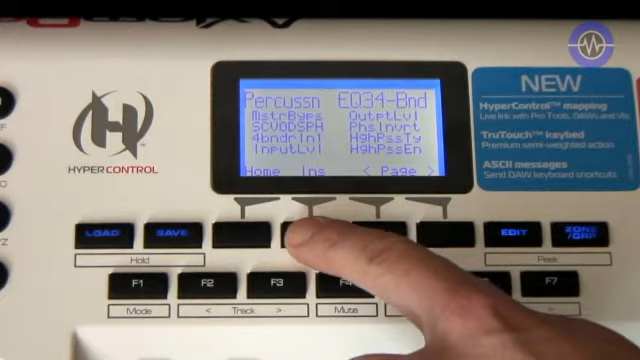 NEW
HyperControl™ mapping
Live link with Pro Tools, DAWs and VIs
TruTouch™ keybed
Premium semi-weighted action
ASCII messages
Send DAW keyboard shortcuts
HYPERCONTROL
Percussn EQ34-Bnd
MstrByps OutptLvl
PhsInvrt
4bndrIn1 HghPssTy
InputLvl HghPssEn
Home Ins < Page >
LOAD SAVE EDIT ZONE
/GRP
Hold Peek
F1 F2 F3 F4 F7
Mode < Track > Mute